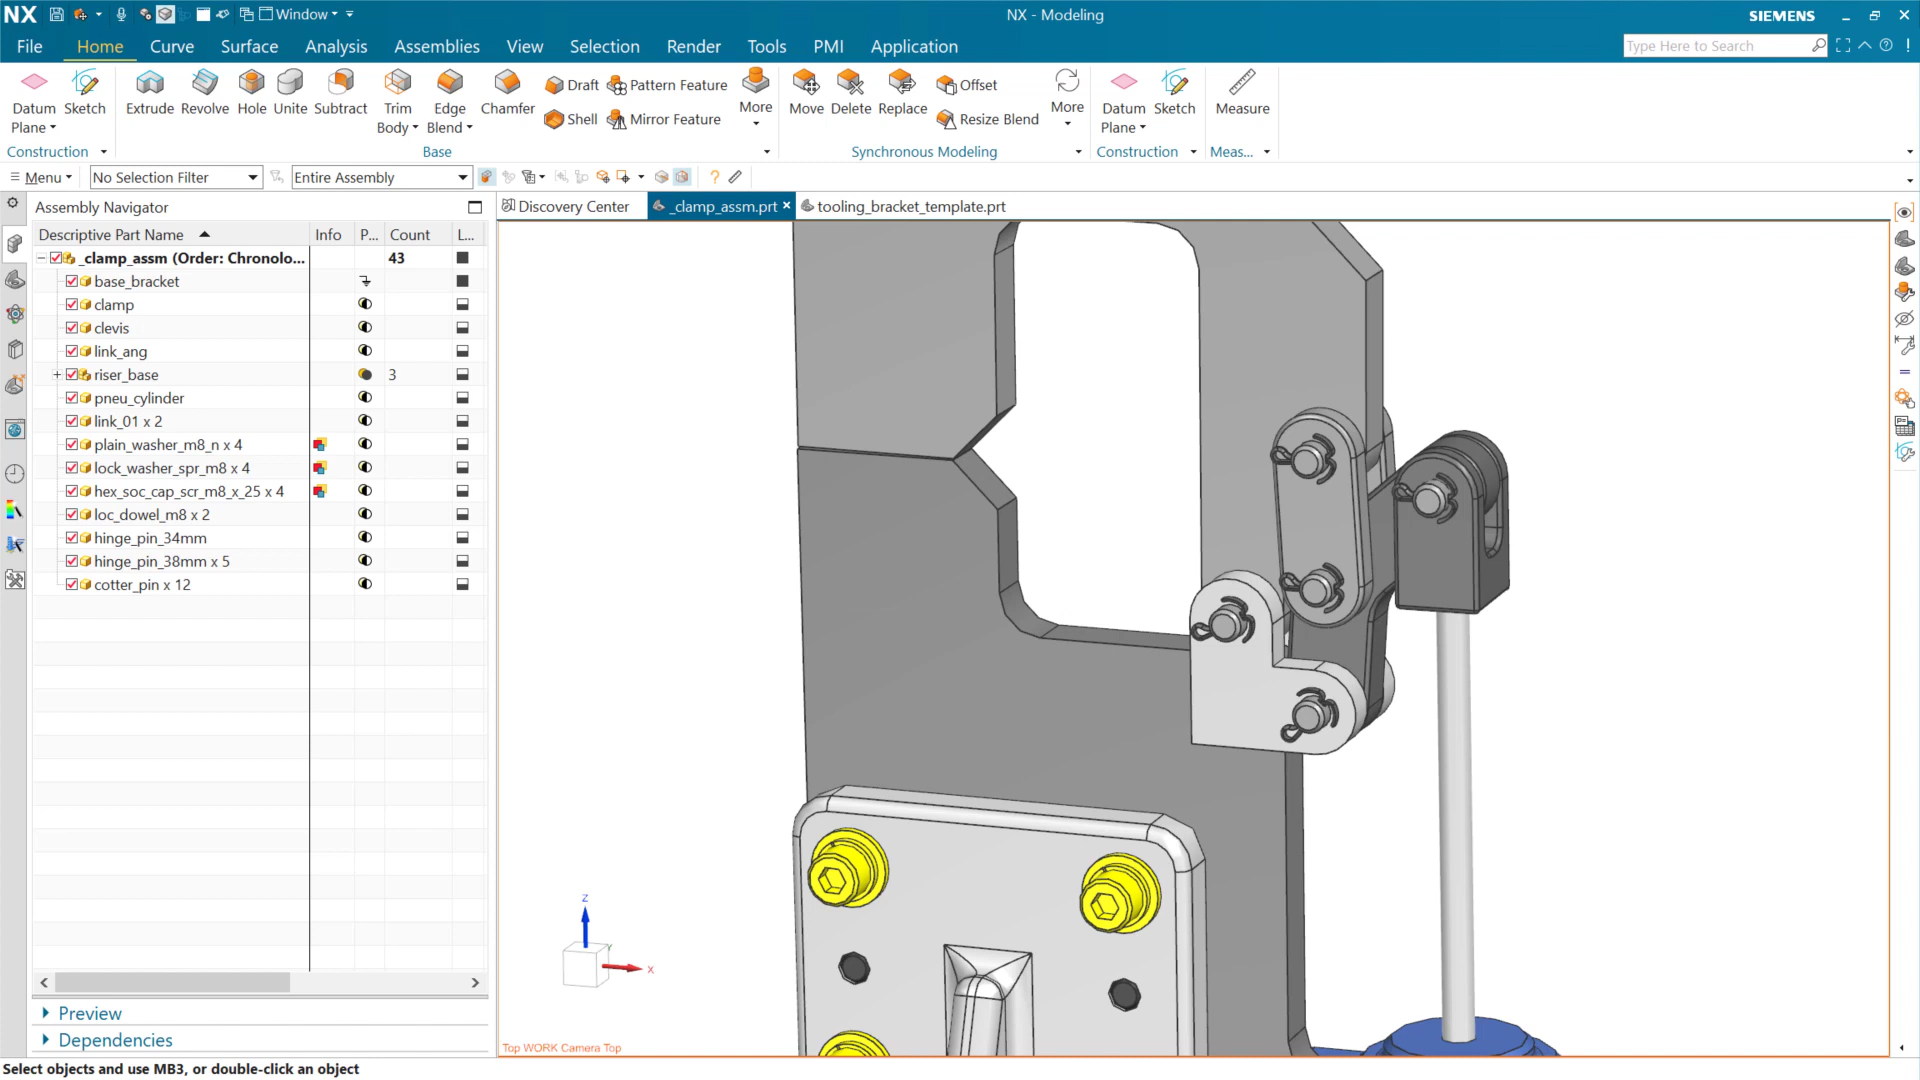 NX
Window
NX - Modeling
SIEMENS
File
Home
Curve
Surface
Analysis
Assemblies
View
Selection
Render
Tools
PMI
Application
Type Here to Search
Datum Plane
Sketch
Extrude
Revolve
Hole
Unite
Subtract
Trim Body
Edge Blend
Chamfer
Draft
Shell
Pattern Feature
Mirror Feature
More
Move
Delete
Replace
Offset
Resize Blend
More
Datum Plane
Sketch
Measure
Construction
Base
Synchronous Modeling
Construction
Meas...
Menu
No Selection Filter
Entire Assembly
Assembly Navigator
Discovery Center
_clamp_assm.prt
tooling_bracket_template.prt
Descriptive Part Name
Info
P...
Count
L...
_clamp_assm (Order: Chronolo...
43
base_bracket
clamp
clevis
link_ang
riser_base
3
pneu_cylinder
link_01 x 2
plain_washer_m8_n x 4
lock_washer_spr_m8 x 4
hex_soc_cap_scr_m8_x_25 x 4
loc_dowel_m8 x 2
hinge_pin_34mm
hinge_pin_38mm x 5
cotter_pin x 12
Z
Y
X
Top WORK Camera Top
Preview
Dependencies
Select objects and use MB3, or double-click an object